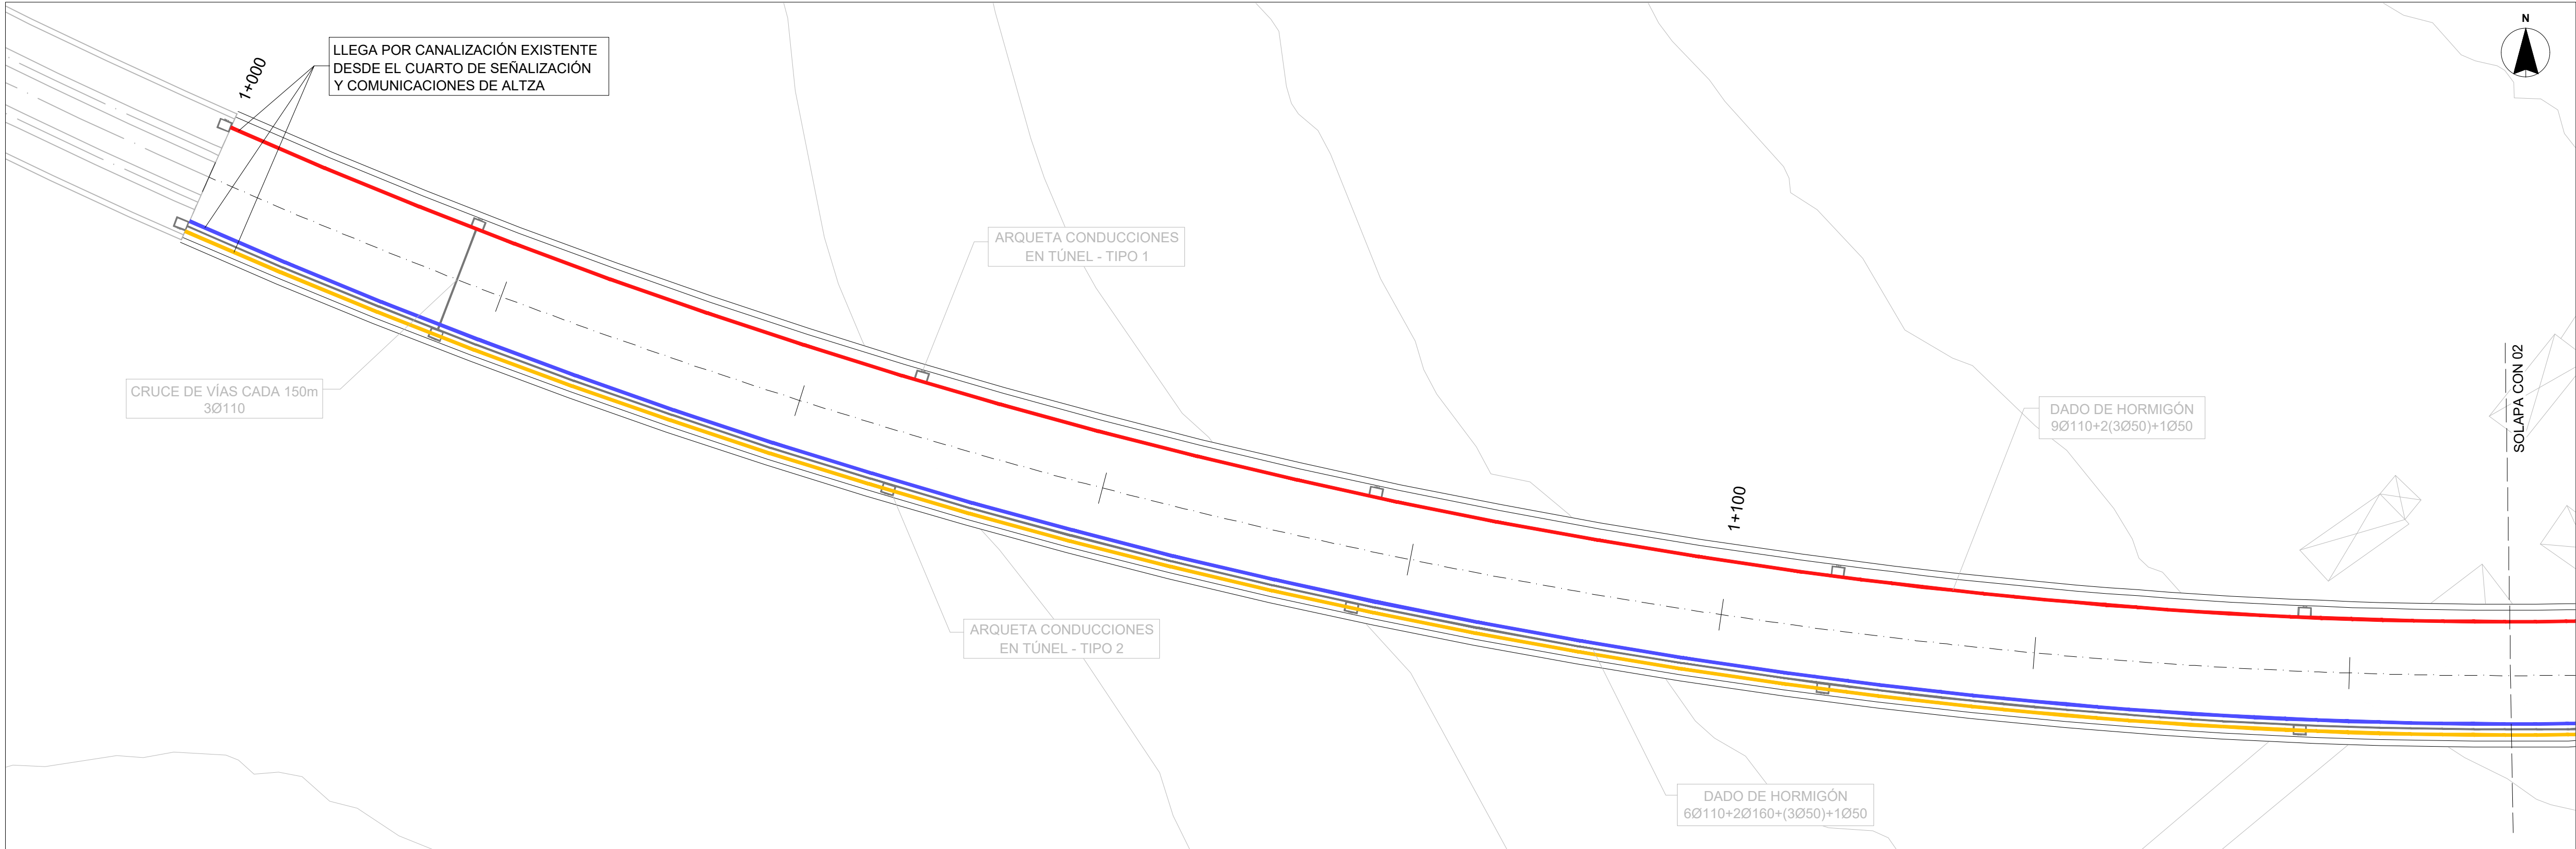 N
1+000
LLEGA POR CANALIZACIÓN EXISTENTE
DESDE EL CUARTO DE SEÑALIZACIÓN
Y COMUNICACIONES DE ALTZA
ARQUETA CONDUCCIONES
EN TÚNEL - TIPO 1
CRUCE DE VÍAS CADA 150m
3Ø110
SOLAPA CON 02
DADO DE HORMIGÓN
9Ø110+2(3Ø50)+1Ø50
1+100
ARQUETA CONDUCCIONES
EN TÚNEL - TIPO 2
DADO DE HORMIGÓN
6Ø110+2Ø160+(3Ø50)+1Ø50